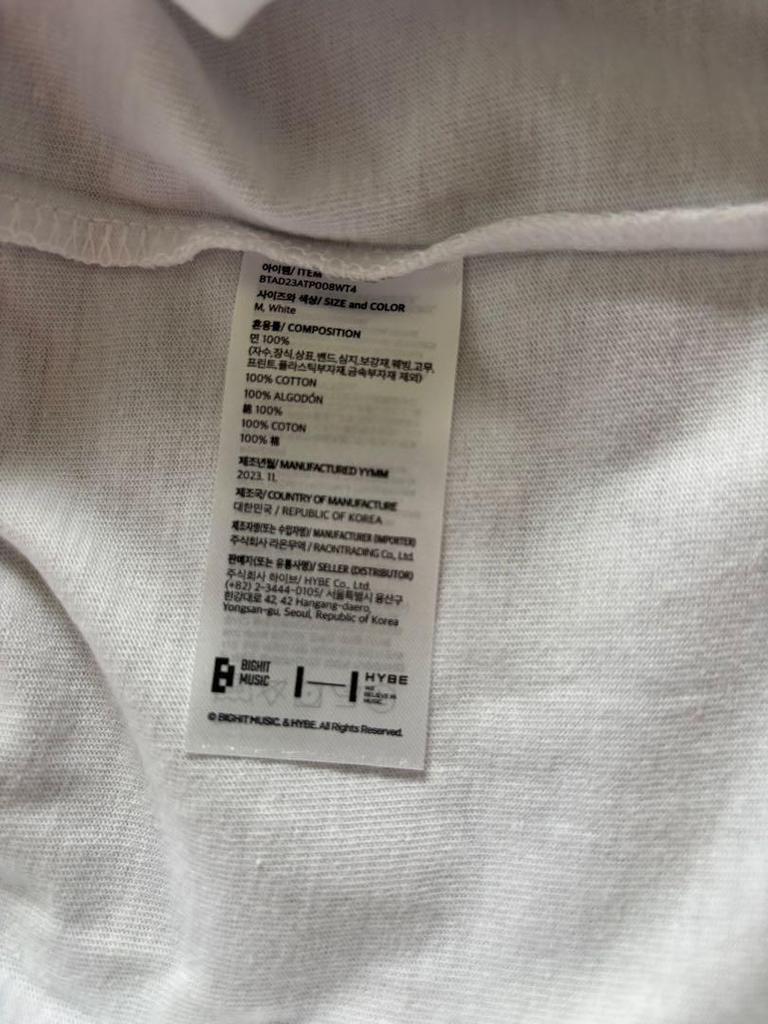 아이템/ ITEM
BTAD23ATP008WT4
사이즈와 색상/ SIZE and COLOR
M, White
혼용률/ COMPOSITION
면 100%
(자수,장식,상표,밴드,심지,보강재,웨빙,고무,
프린트,플라스틱부자재,금속부자재 제외)
100% COTTON
100% ALGODÓN
綿 100%
100% COTON
100% 棉
제조년월/ MANUFACTURED YYMM
2023. 11.
제조국/ COUNTRY OF MANUFACTURE
대한민국 / REPUBLIC OF KOREA
제조자명(또는 수입자명)/ MANUFACTURER (IMPORTER)
주식회사 라온무역 / RAONTRADING Co., Ltd.
판매자(또는 유통사명)/ SELLER (DISTRIBUTOR)
주식회사 하이브/ HYBE Co., Ltd.
(+82) 2-3444-0105/ 서울특별시 용산구
한강대로 42, 42 Hangang-daero,
Yongsan-gu, Seoul, Republic of Korea
BIGHIT
MUSIC
HYBE
WE
BELIEVE IN
MUSIC
© BIGHIT MUSIC. & HYBE. All Rights Reserved.